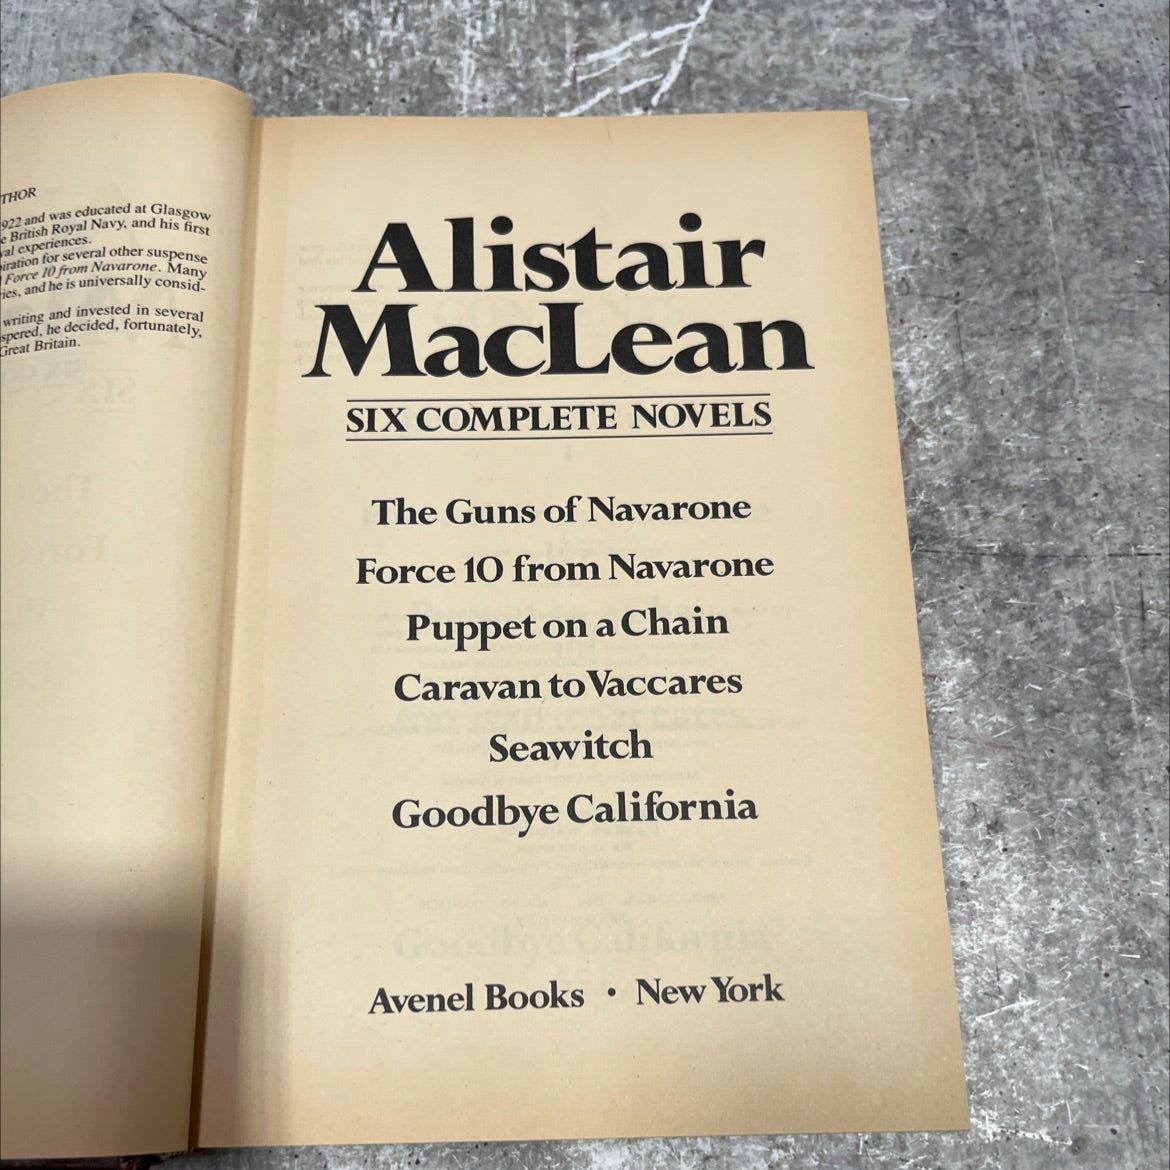 THOR
1922 and was educated at Glasgow
e British Royal Navy, and his first
val experiences.
piration for several other suspense
Force 10 from Navarone. Many
ies, and he is universally consid-
writing and invested in several
spered, he decided, fortunately,
Great Britain.
Alistair
MacLean
SIX COMPLETE NOVELS
The Guns of Navarone
Force 10 from Navarone
Puppet on a Chain
Caravan to Vaccares
Seawitch
Goodbye California
Avenel Books • New York